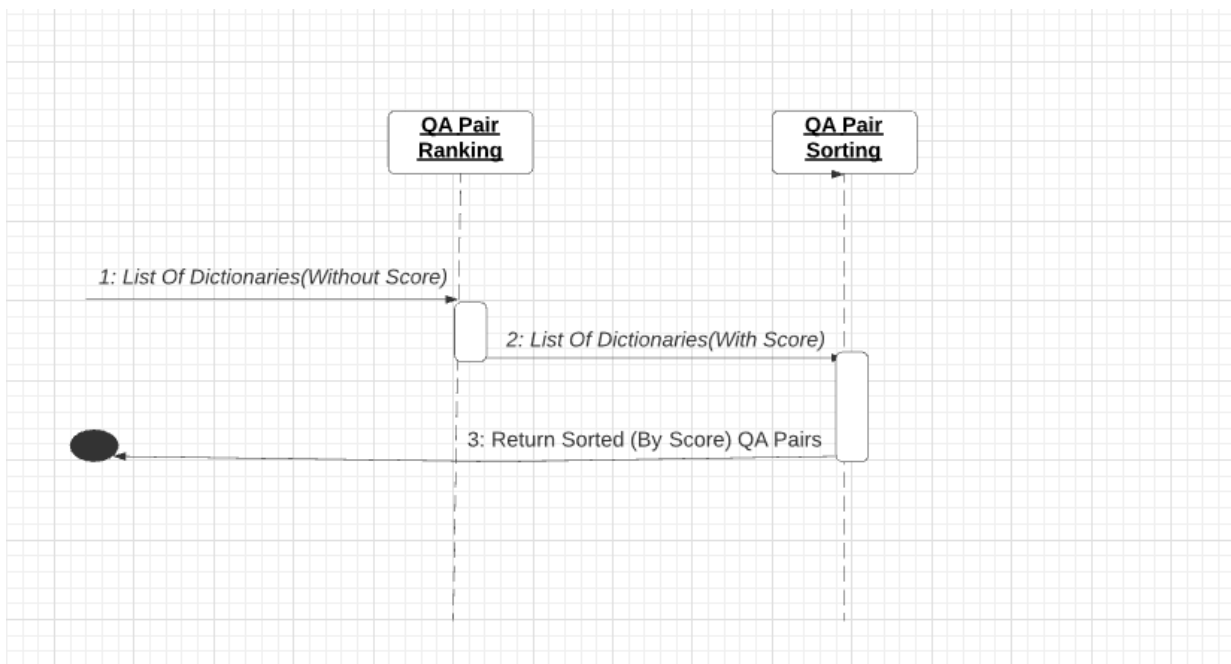 QA Pair
Ranking
QA Pair
Sorting
1: List Of Dictionaries(Without Score)
2: List Of Dictionaries(With Score)
3: Return Sorted (By Score) QA Pairs